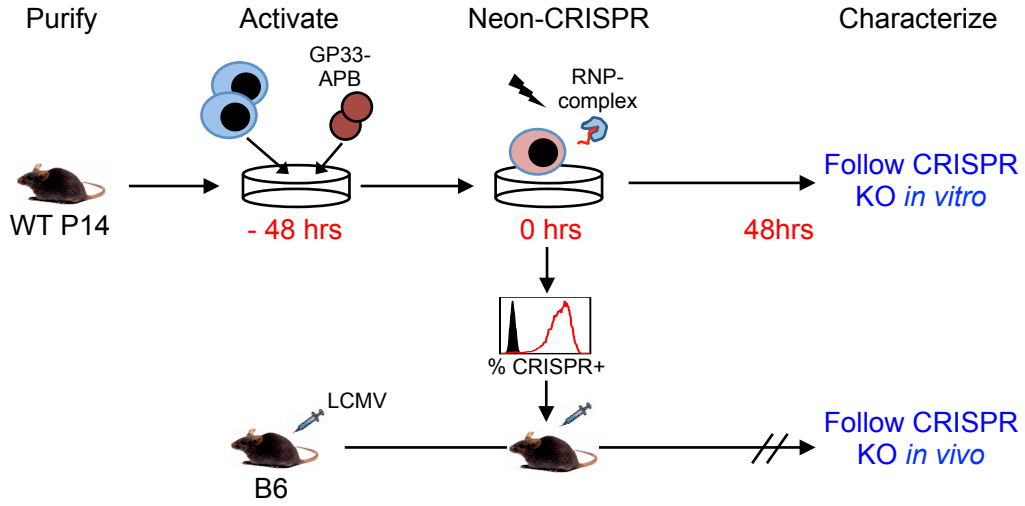 Purify
Activate
Neon-CRISPR
Characterize
GP33-
APB
RNP-
complex
WT P14
- 48 hrs
0 hrs
48hrs
Follow CRISPR
KO in vitro
% CRISPR+
LCMV
B6
Follow CRISPR
KO in vivo